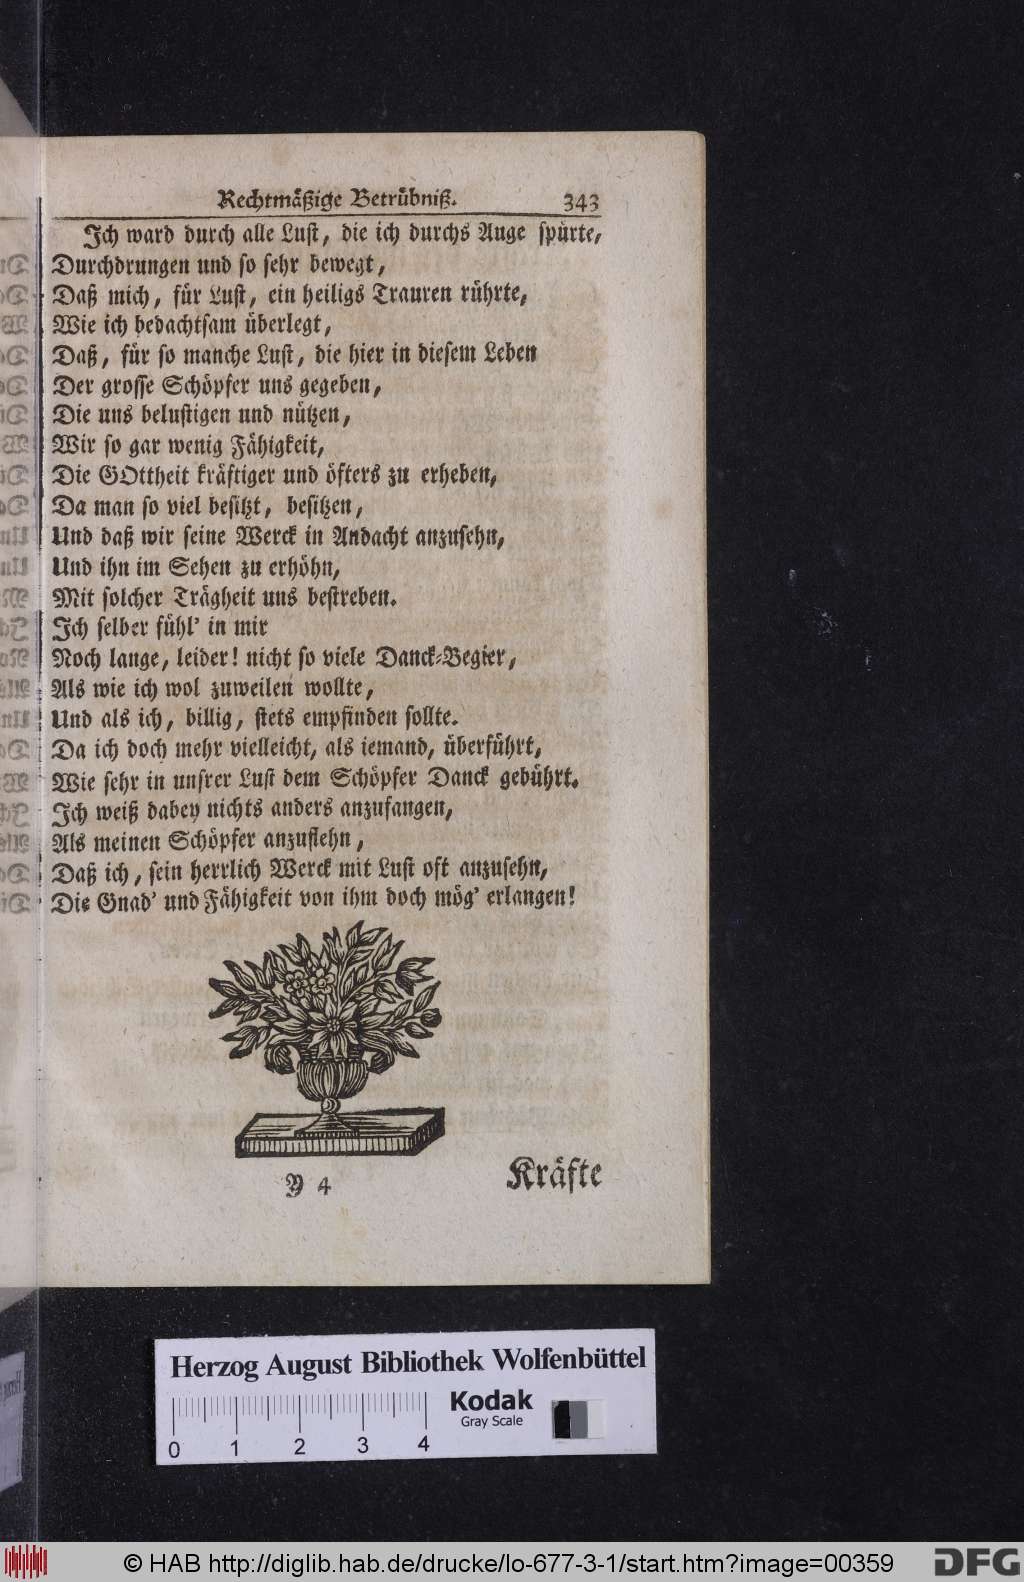 Rechtmäßige Betrübniß. 343
Ich ward durch alle Lust, die ich durchs Auge spürte,
Durchdrungen und so sehr bewegt,
Daß mich, für Lust, ein heiligs Trauren rührte,
Wie ich bedachtsam überlegt,
Daß, für so manche Lust, die hier in diesem Leben
Der grosse Schöpfer uns gegeben,
Die uns belustigen und nützen,
Wir so gar wenig Fähigkeit,
Die GOttheit kräftiger und öfters zu erheben,
Da man so viel besitzt, besitzen,
Und daß wir seine Werck in Andacht anzusehn,
Und ihn im Sehen zu erhöhn,
Mit solcher Trägheit uns bestreben.
Ich selber fühl' in mir
Noch lange, leider! nicht so viele Danck-Begier,
Als wie ich wol zuweilen wollte,
Und als ich, billig, stets empfinden sollte.
Da ich doch mehr vielleicht, als iemand, überführt,
Wie sehr in unsrer Lust dem Schöpfer Danck gebührt.
Ich weiß dabey nichts anders anzufangen,
Als meinen Schöpfer anzuflehn,
Daß ich, sein herrlich Werck mit Lust oft anzusehn,
Die Gnad' und Fähigkeit von ihm doch mög' erlangen!
Y 4 Kräfte
Herzog August Bibliothek Wolfenbüttel
Kodak
Gray Scale
0 1 2 3 4
© HAB http://diglib.hab.de/drucke/lo-677-3-1/start.htm?image=00359
DFG